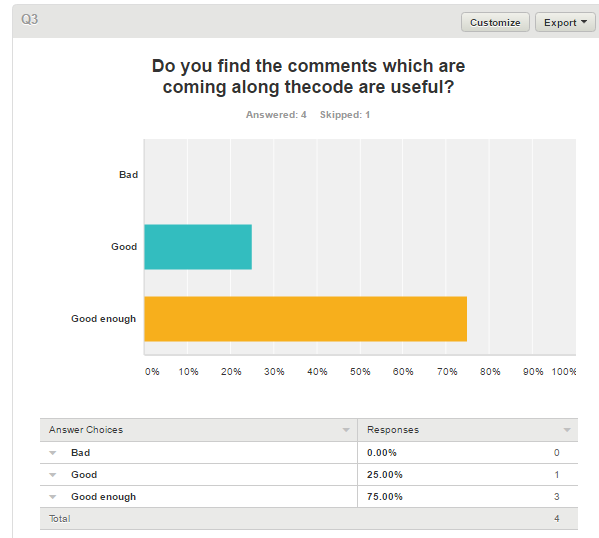 Q3
Customize
Export
Do you find the comments which are
coming along thecode are useful?
Answered: 4 Skipped: 1
Bad
Good
Good enough
0% 10% 20% 30% 40% 50% 60% 70% 80% 90% 100%
Answer Choices Responses
Bad 0.00% 0
Good 25.00% 1
Good enough 75.00% 3
Total 4